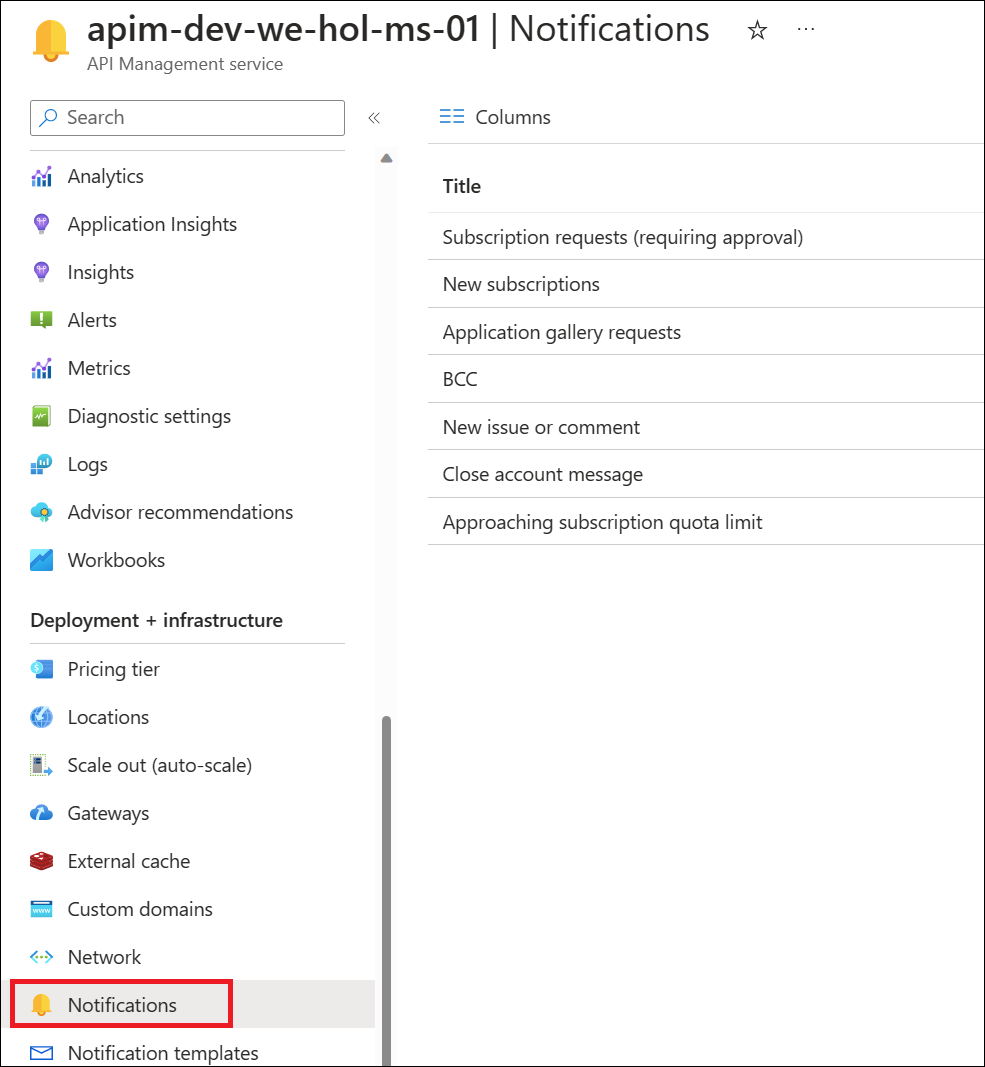 apim-dev-we-hol-ms-01 | Notifications
API Management service
Search
Analytics
Application Insights
Insights
Alerts
Metrics
Diagnostic settings
Logs
Advisor recommendations
Workbooks
Deployment + infrastructure
Pricing tier
Locations
Scale out (auto-scale)
Gateways
External cache
Custom domains
Network
Notifications
Notification templates
Columns
Title
Subscription requests (requiring approval)
New subscriptions
Application gallery requests
BCC
New issue or comment
Close account message
Approaching subscription quota limit